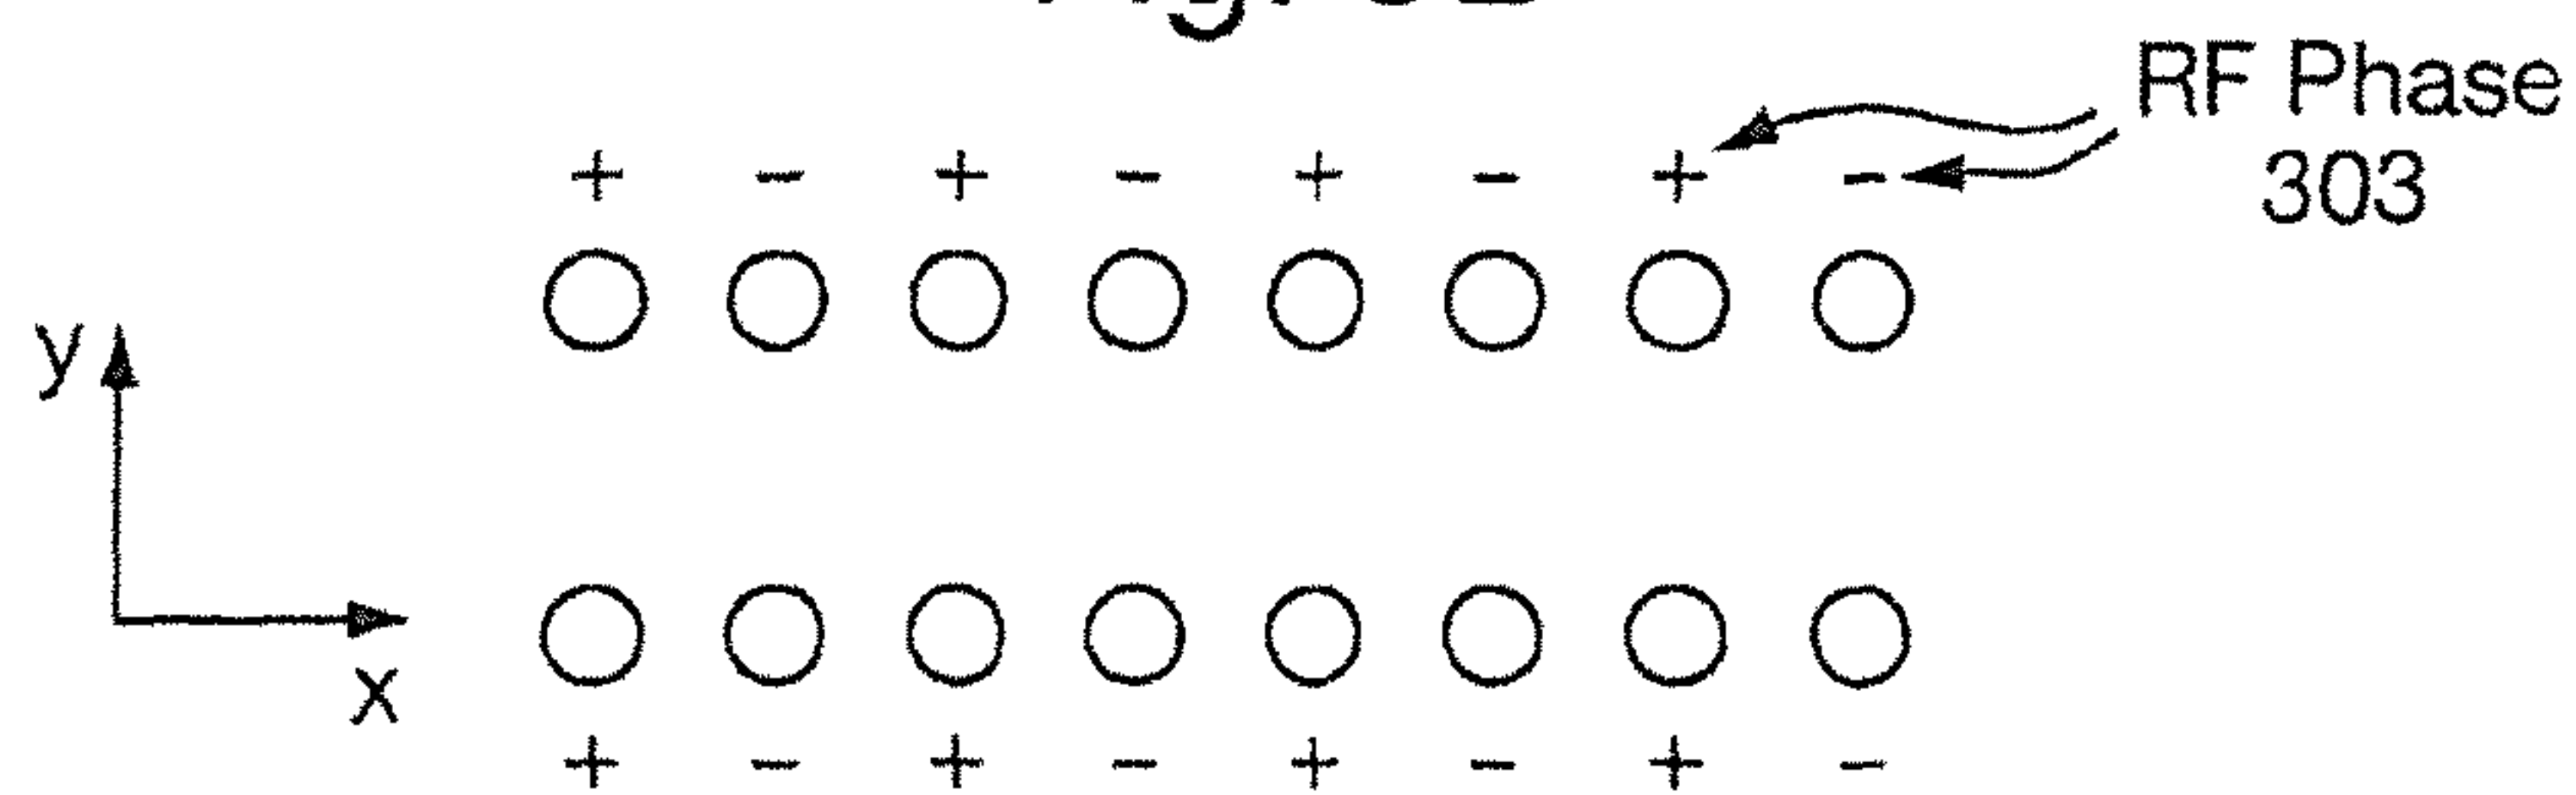 RF Phase
303
+ - + - + - + -
y
x
+ - + - + - + -